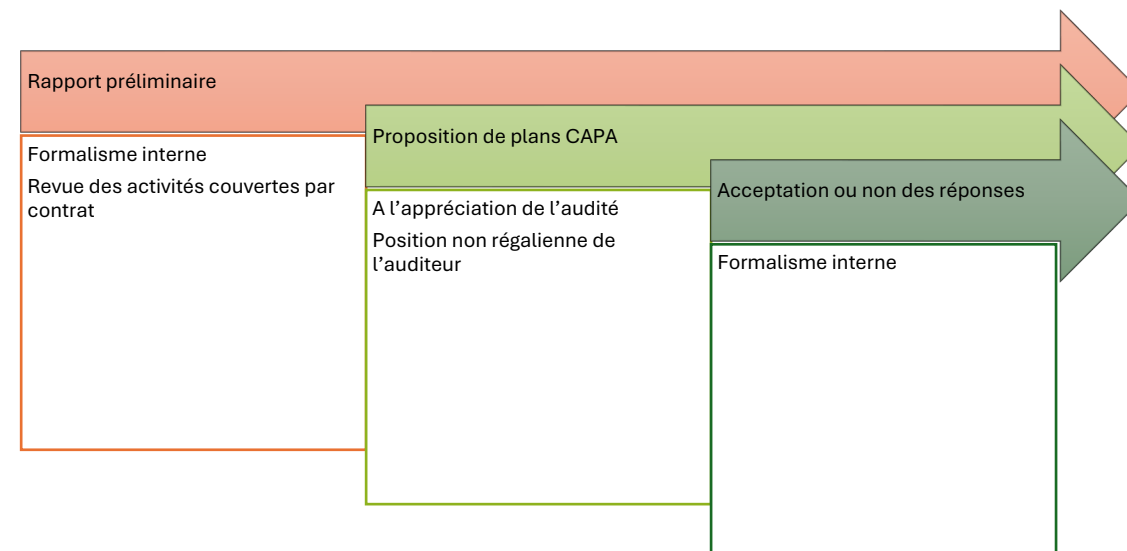 Rapport préliminaire
Formalisme interne
Revue des activités couvertes par
contrat
Proposition de plans CAPA
A l’appréciation de l’audité
Position non régalienne de
l’auditeur
Acceptation ou non des réponses
Formalisme interne